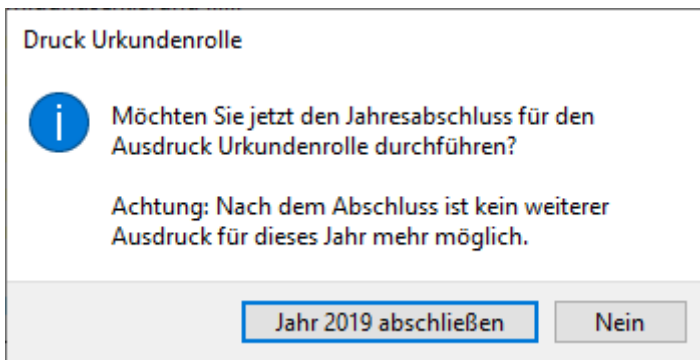 Druck Urkundenrolle
Möchten Sie jetzt den Jahresabschluss für den
Ausdruck Urkundenrolle durchführen?
Achtung: Nach dem Abschluss ist kein weiterer
Ausdruck für dieses Jahr mehr möglich.
Jahr 2019 abschließen
Nein